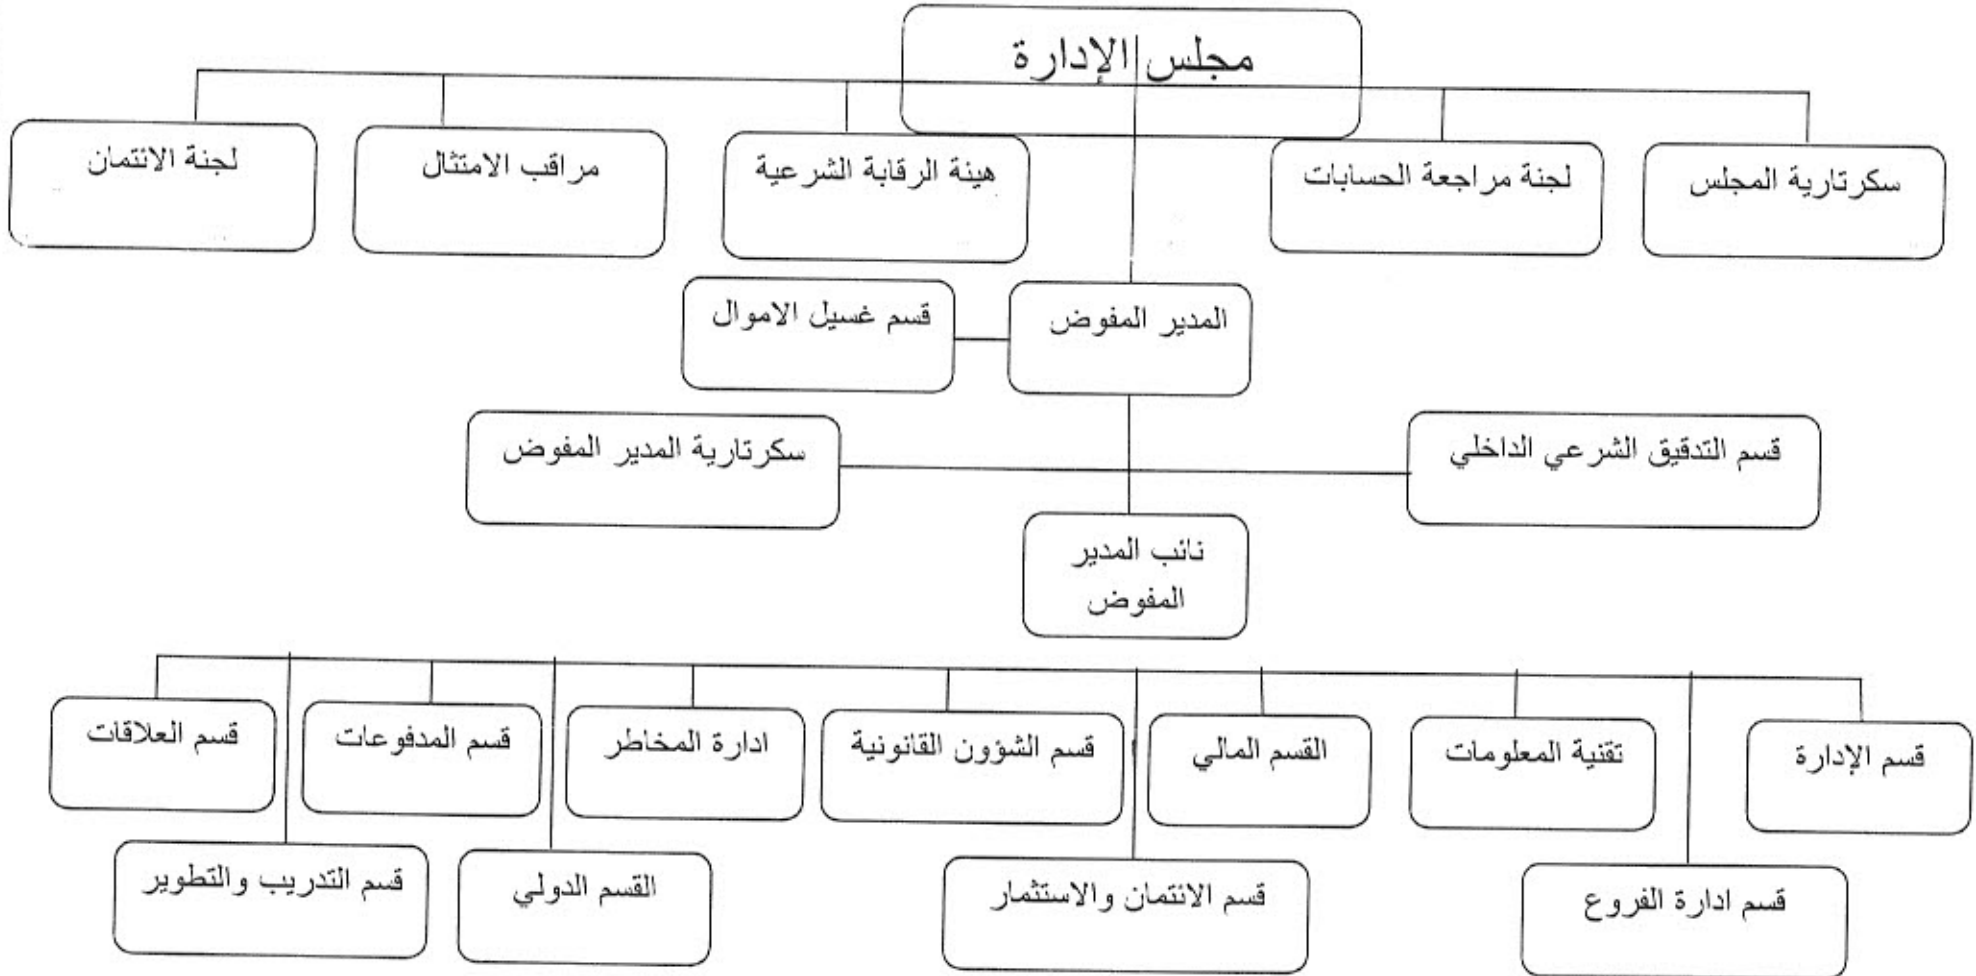 مجلس الإدارة
سكرتارية المجلس
لجنة مراجعة الحسابات
هيئة الرقابة الشرعية
مراقب الامتثال
لجنة الائتمان
المدير المفوض
قسم غسيل الاموال
قسم التدقيق الشرعي الداخلي
سكرتارية المدير المفوض
نائب المدير
المفوض
قسم الإدارة
تقنية المعلومات
القسم المالي
قسم الشؤون القانونية
ادارة المخاطر
قسم المدفوعات
قسم العلاقات
قسم ادارة الفروع
قسم الائتمان والاستثمار
القسم الدولي
قسم التدريب والتطوير